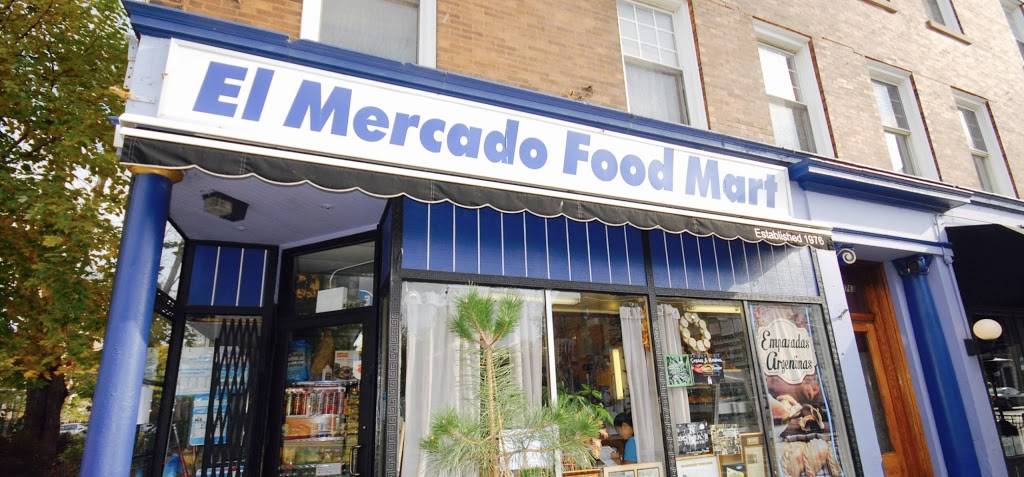 El Mercado Food Mart
Established 1976
Empanadas
Argentinas